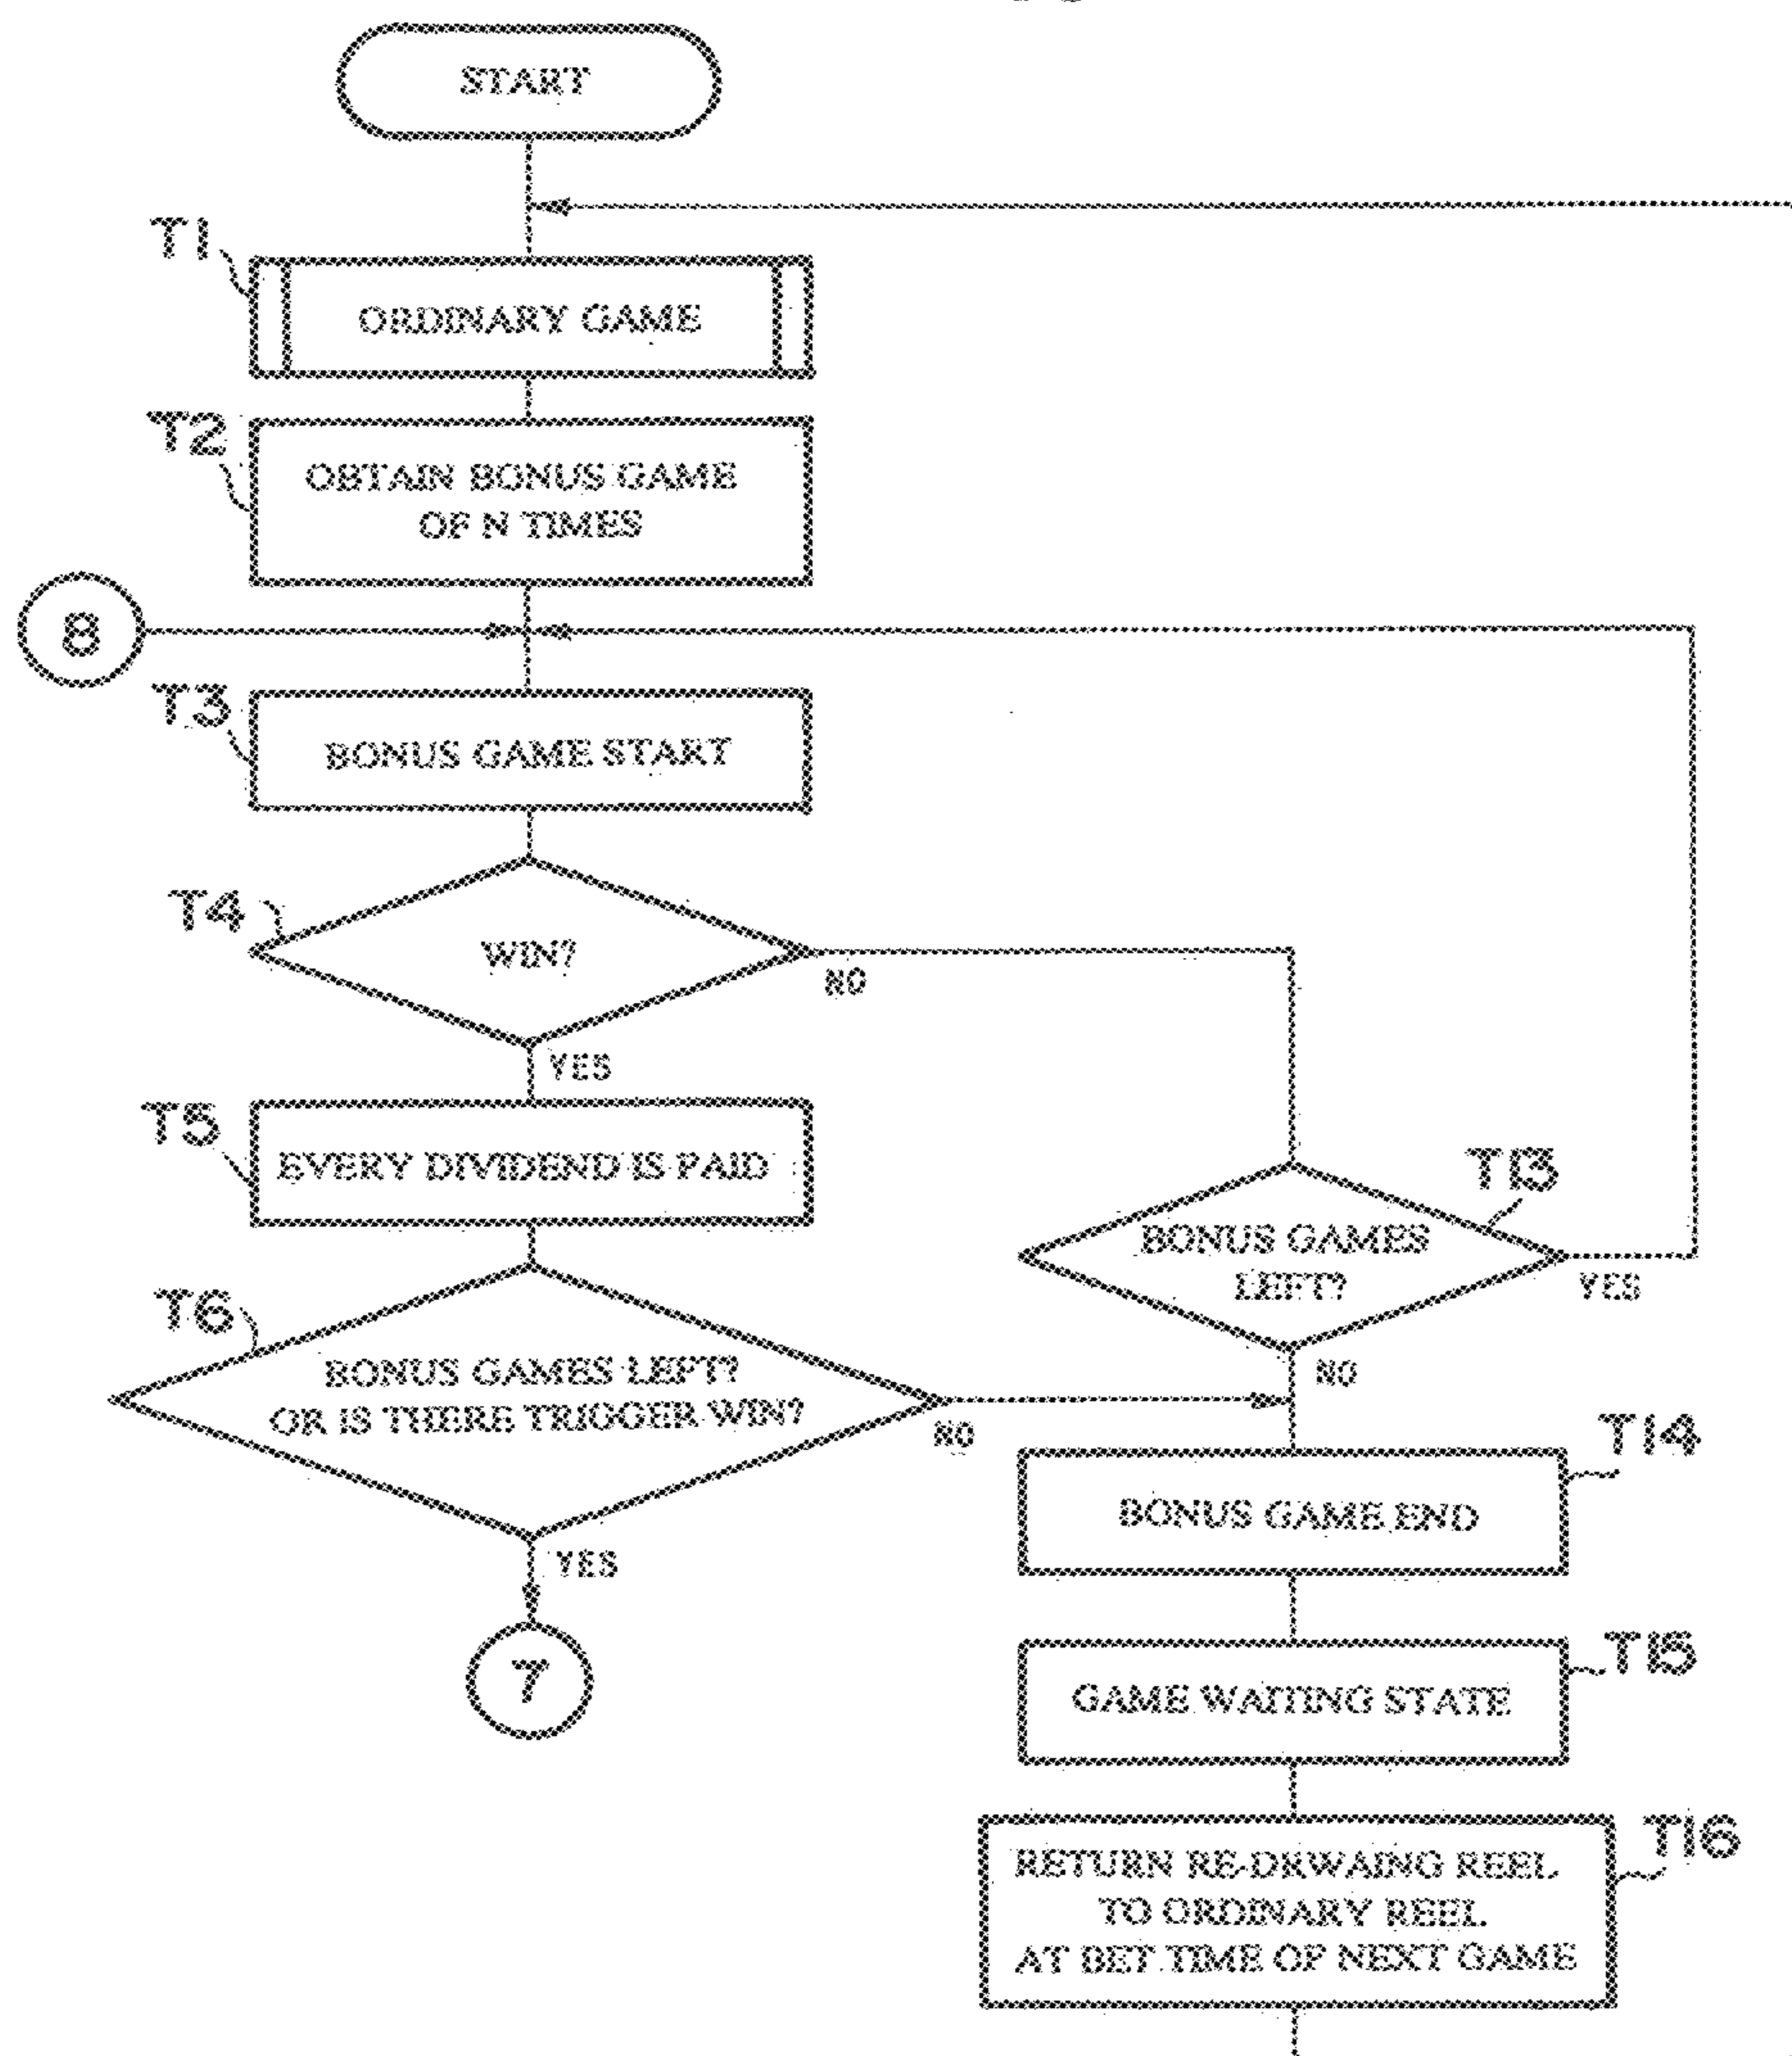 START
T1
ORDINARY GAME
T2
OBTAIN BONUS GAME
OF N TIMES
8
T3
BONUS GAME START
T4
WIN?
NO
YES
T5
EVERY DIVIDEND IS PAID
T13
BONUS GAMES
LEFT?
YES
NO
T6
BONUS GAMES LEFT?
OR IS THERE TRIGGER WIN?
NO
YES
7
T14
BONUS GAME END
T15
GAME WAITING STATE
T16
RETURN RE-DRWAING REEL
TO ORDINARY REEL
AT BET TIME OF NEXT GAME